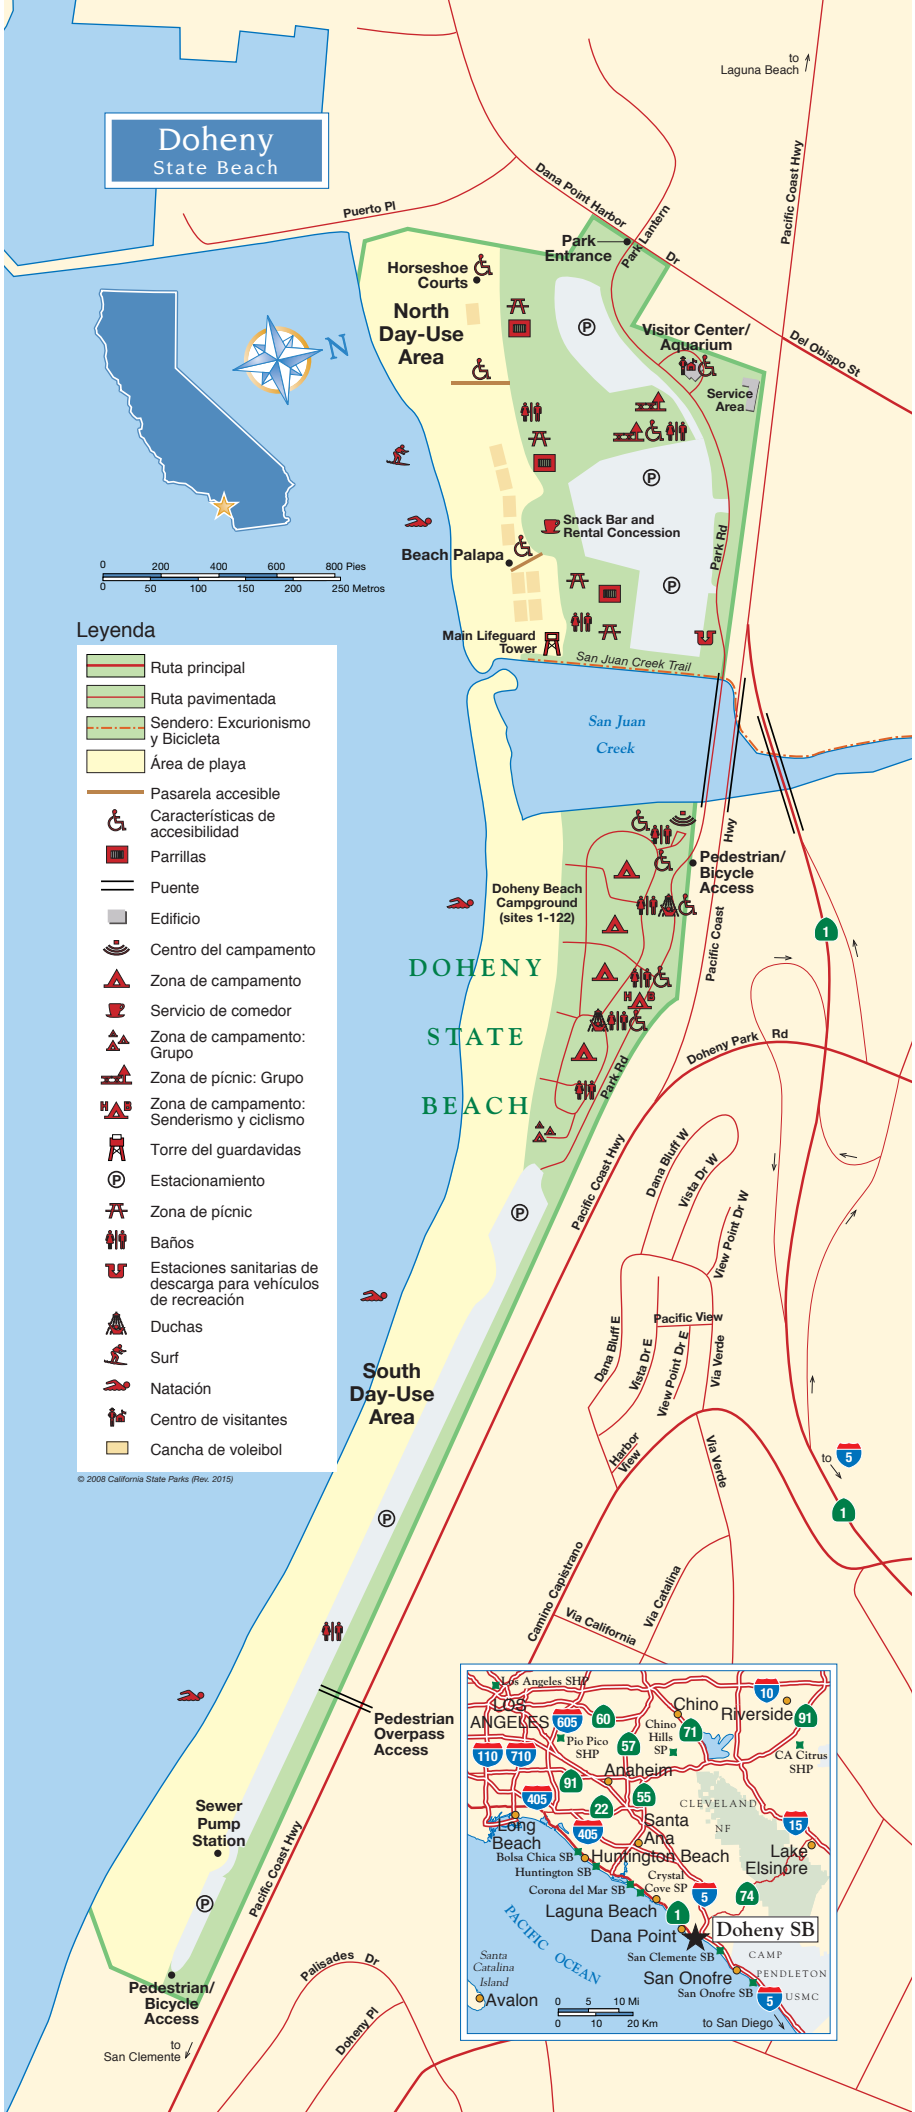 to
Laguna Beach
Pacific Coast Hwy
Doheny
State Beach
Dana Point Harbor
Dr
Puerto Pl
Park Lantern
Park
Entrance
Horseshoe
Courts
North
Day-Use
Area
N
Visitor Center/
Aquarium
Del Obispo St
Service
Area
P
P
Snack Bar and
Rental Concession
Park Rd
Beach Palapa
P
0 200 400 600 800 Pies
0 50 100 150 200 250 Metros
Main Lifeguard
Tower
San Juan Creek Trail
San Juan
Creek
Leyenda
Ruta principal
Ruta pavimentada
Sendero: Excurionismo
y Bicicleta
Área de playa
Pasarela accesible
Características de
accesibilidad
Parrillas
Puente
Edificio
Centro del campamento
Zona de campamento
Servicio de comedor
Zona de campamento:
Grupo
Zona de pícnic: Grupo
H B
Zona de campamento:
Senderismo y ciclismo
Torre del guardavidas
P
Estacionamiento
Zona de pícnic
Baños
Estaciones sanitarias de
descarga para vehículos
de recreación
Duchas
Surf
Natación
Centro de visitantes
Cancha de voleibol
© 2008 California State Parks (Rev. 2015)
Pedestrian/
Bicycle
Access
Pacific Coast Hwy
Doheny Beach
Campground
(sites 1-122)
1
DOHENY
STATE
BEACH
H B
Park Rd
Doheny Park Rd
Pacific Coast Hwy
P
Dana Bluff W
Vista Dr W
View Point Dr W
Pacific View
Dana Bluff E
Vista Dr E
View Point Dr E
Via Verde
South
Day-Use
Area
Harbor
View
Via Verde
to 5
1
P
Camino Capistrano
Via California
Via Catalina
Pedestrian
Overpass
Access
Sewer
Pump
Station
Pacific Coast Hwy
P
Pedestrian/
Bicycle
Access
to
San Clemente
Palisades Dr
Doheny Pl
Los Angeles SHP
LOS
ANGELES
605
60
Chino
10
Riverside
91
Pio Pico
SHP
57
Chino
Hills
SP
71
CA Citrus
SHP
110
710
91
Anaheim
405
22
55
CLEVELAND
NF
15
Long
Beach
405
Santa
Ana
Lake
Elsinore
Bolsa Chica SB
Huntington Beach
Huntington SB
Crystal
Cove SP
Corona del Mar SB
5
74
Laguna Beach
1
Dana Point
Doheny SB
PACIFIC OCEAN
San Clemente SB
CAMP
PENDLETON
USMC
San Onofre
San Onofre SB
5
Santa
Catalina
Island
Avalon
0 5 10 Mi
0 10 20 Km
to San Diego